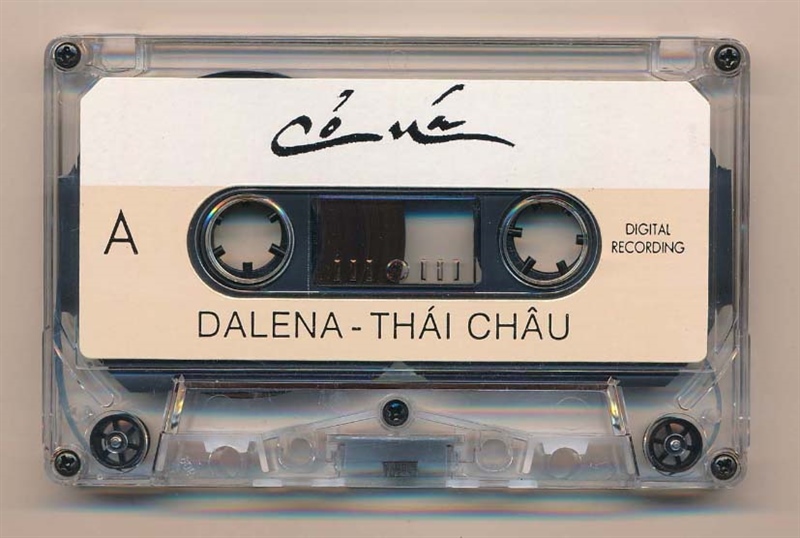 Cỏ Úa
A
DIGITAL
RECORDING
DALENA - THÁI CHÂU